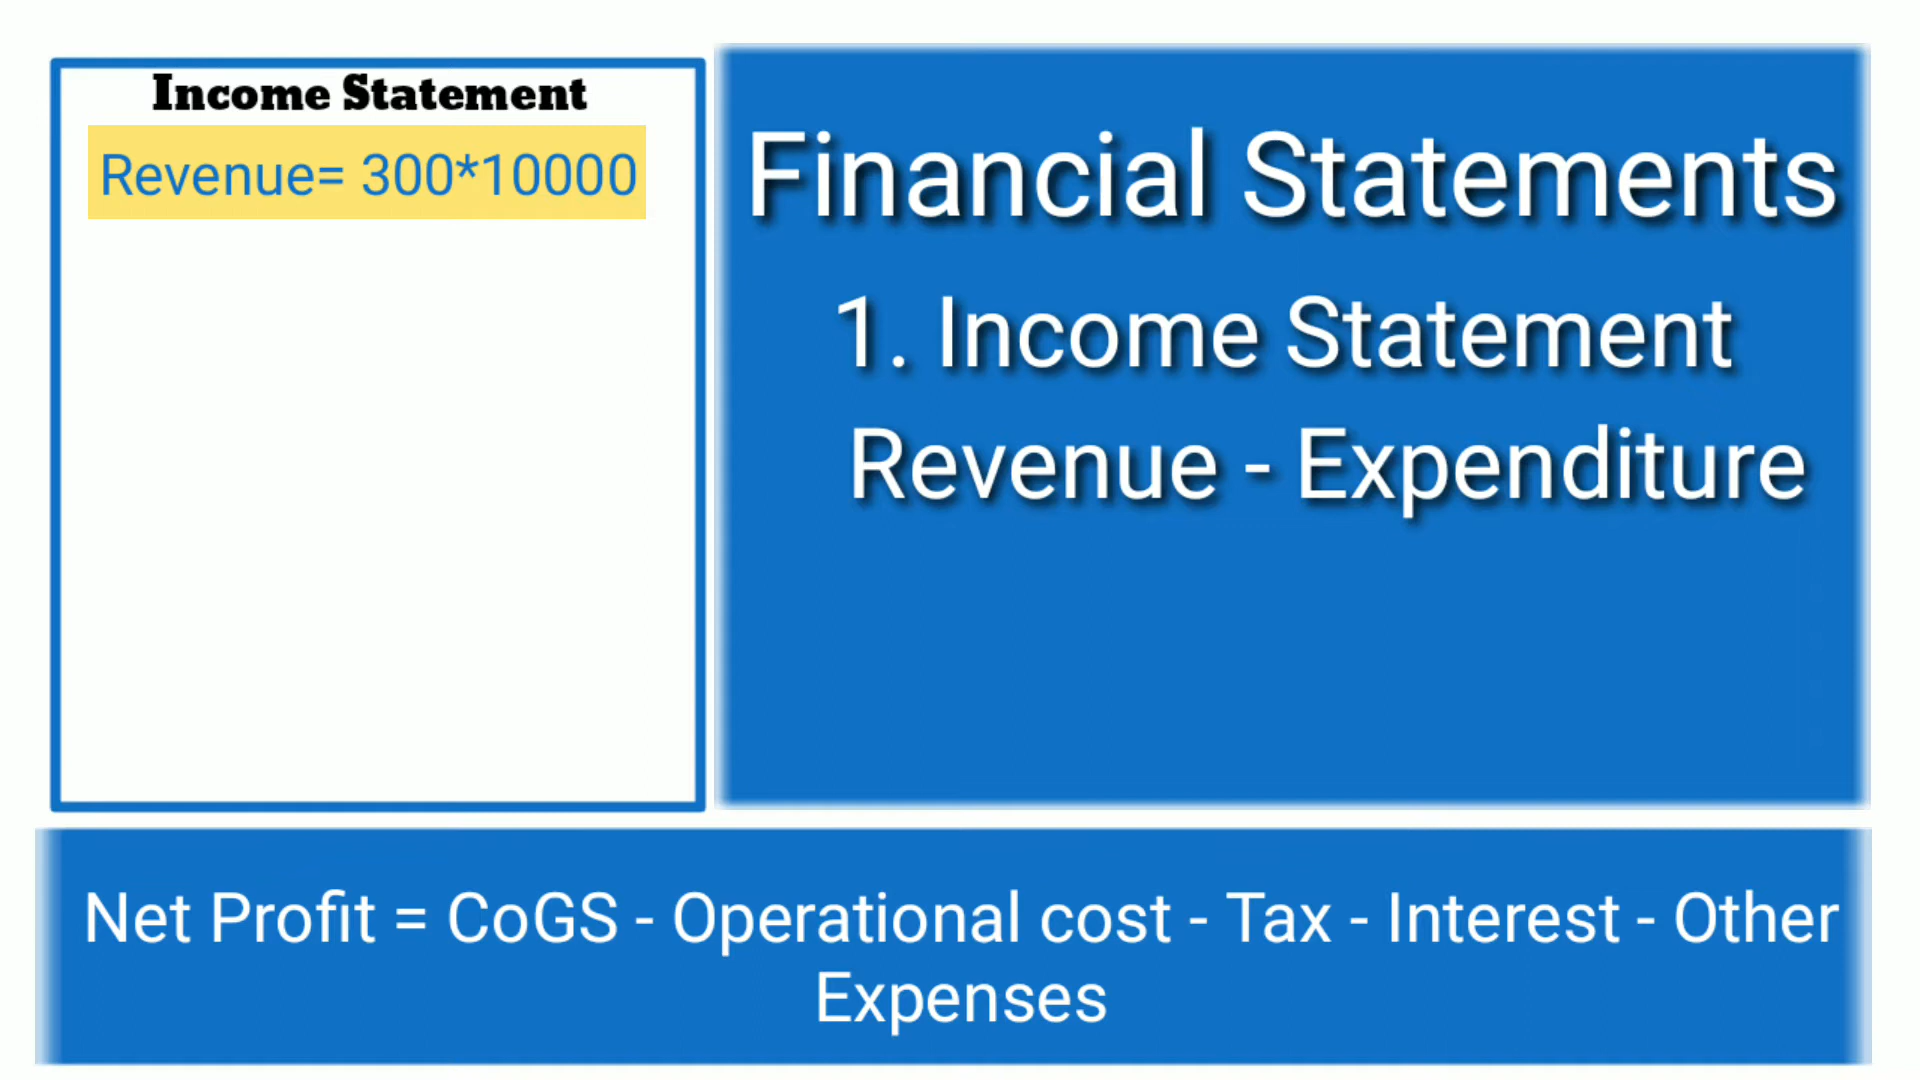 Income Statement
Revenue= 300*10000
Financial Statements
1. Income Statement
Revenue - Expenditure
Net Profit = CoGS - Operational cost - Tax - Interest - Other
Expenses